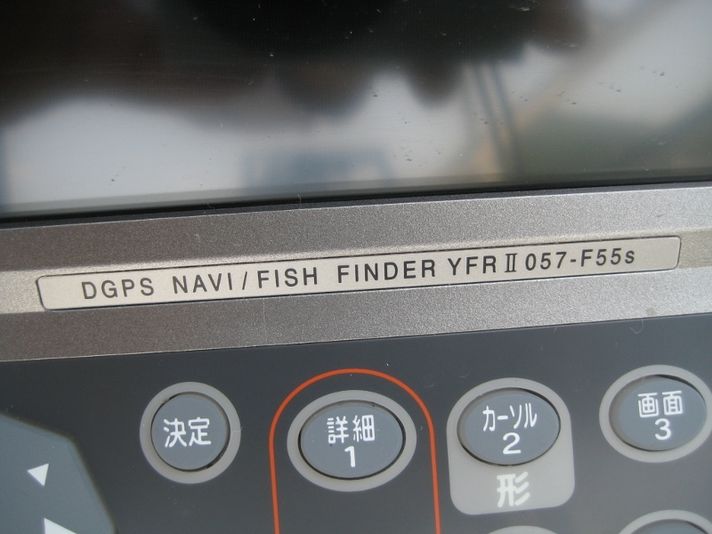 DGPS NAVI/FISH FINDER YFRⅡ057-F55s
決定
詳細
1
カーソル
2
形
画面
3